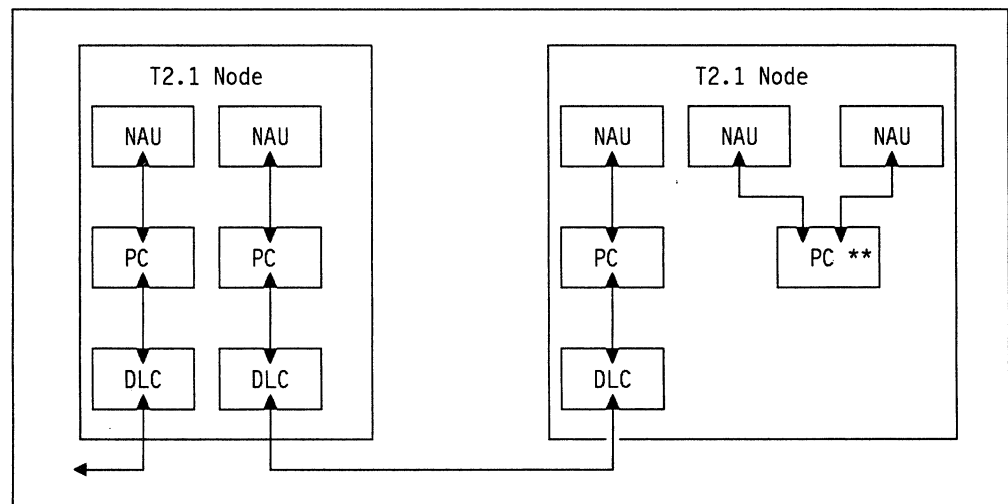 T2.1 Node T2.1 Node
NAU NAU NAU NAU NAU
PC PC PC PC **
DLC DLC DLC